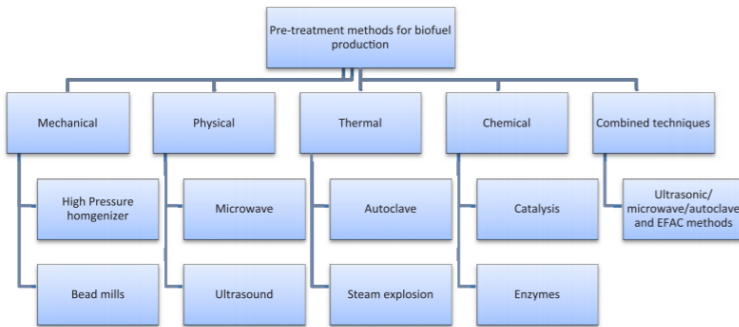 Pre-treatment methods for biofuel
production
Mechanical
Physical
Thermal
Chemical
Combined techniques
High Pressure
homgenizer
Microwave
Autoclave
Catalysis
Ultrasonic/
microwave/autoclave
and EFAC methods
Bead mills
Ultrasound
Steam explosion
Enzymes